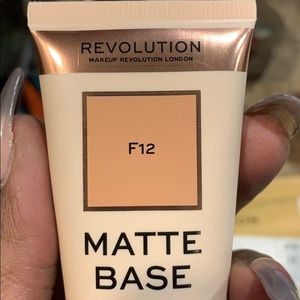 REVOLUTION
MAKEUP REVOLUTION LONDON
F12
MATTE
BASE